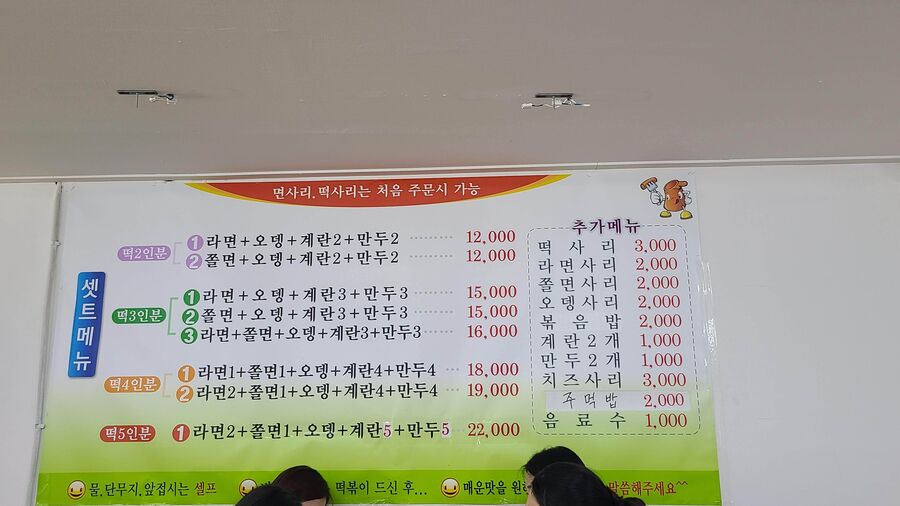 면사리, 떡사리는 처음 주문시 가능
셋트메뉴
떡2인분
1 라면+오뎅+계란2+만두2 ········· 12,000
2 쫄면+오뎅+계란2+만두2 ········· 12,000
떡3인분
1 라면+오뎅+계란3+만두3 ······· 15,000
2 쫄면+오뎅+계란3+만두3 ······· 15,000
3 라면+쫄면+오뎅+계란3+만두3 ····· 16,000
떡4인분
1 라면1+쫄면1+오뎅+계란4+만두4 ··· 18,000
2 라면2+쫄면1+오뎅+계란4+만두4 ··· 19,000
떡5인분
1 라면2+쫄면1+오뎅+계란5+만두5 ··· 22,000
추가메뉴
떡사리 3,000
라면사리 2,000
쫄면사리 2,000
오뎅사리 2,000
볶음밥 2,000
계란2개 1,000
만두2개 1,000
치즈사리 3,000
주먹밥 2,000
음료수 1,000
물, 단무지, 앞접시는 셀프
떡볶이 드신 후...
매운맛을 말씀해주세요^^